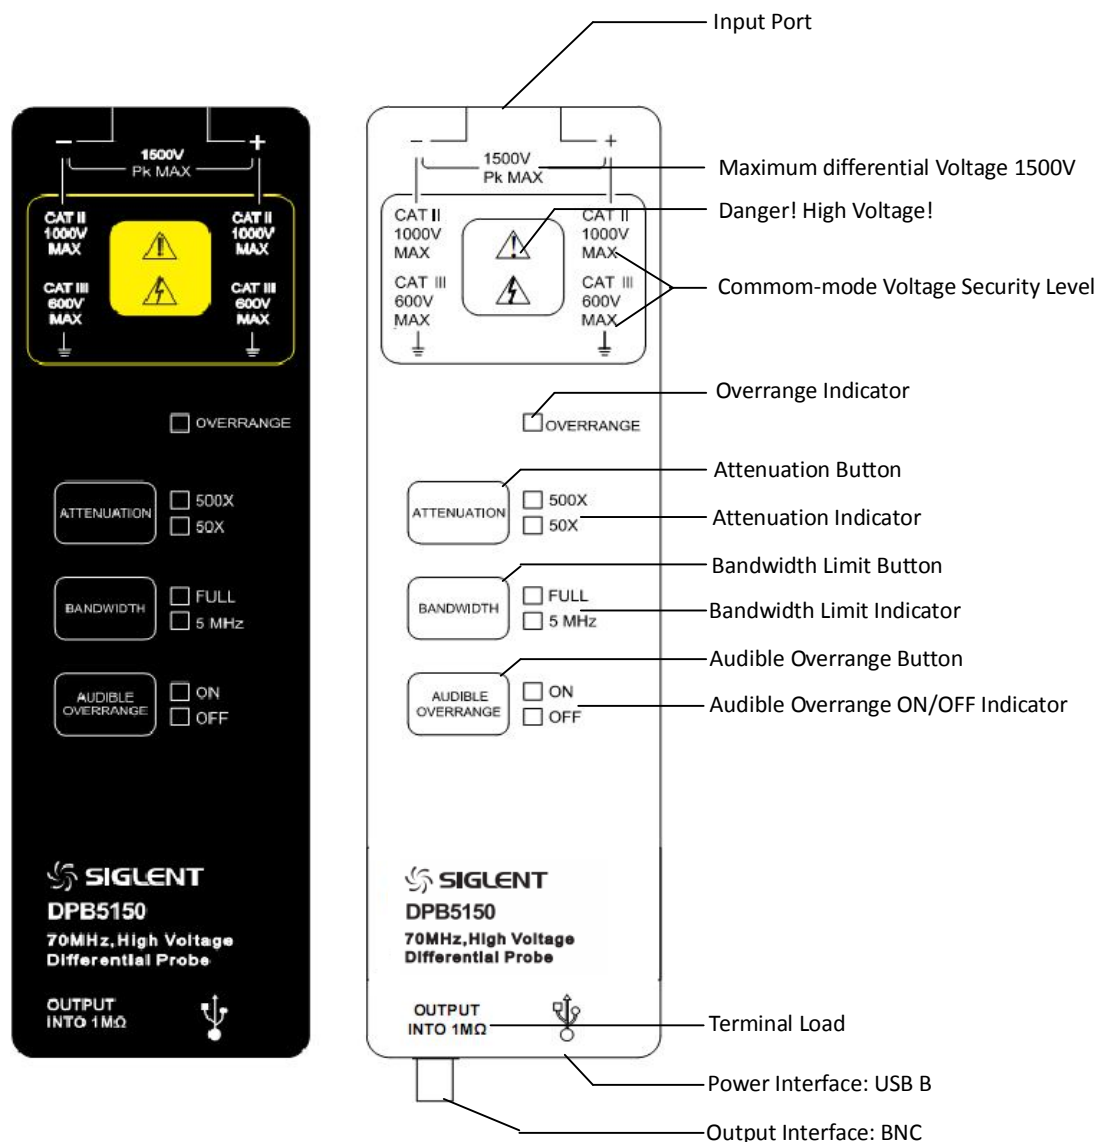 Input Port
− +
1500V
Pk MAX
CAT II
1000V
MAX
CAT II
1000V
MAX
CAT III
600V
MAX
CAT III
600V
MAX
OVERRANGE
ATTENUATION
500X
50X
BANDWIDTH
FULL
5 MHz
AUDIBLE
OVERRANGE
ON
OFF
SIGLENT
DPB5150
70MHz,High Voltage
Differential Probe
OUTPUT
INTO 1MΩ
− +
1500V
Pk MAX
CAT II
1000V
MAX
CAT II
1000V
MAX
CAT III
600V
MAX
CAT III
600V
MAX
OVERRANGE
ATTENUATION
500X
50X
BANDWIDTH
FULL
5 MHz
AUDIBLE
OVERRANGE
ON
OFF
SIGLENT
DPB5150
70MHz,High Voltage
Differential Probe
OUTPUT
INTO 1MΩ
Maximum differential Voltage 1500V
Danger! High Voltage!
Commom-mode Voltage Security Level
Overrange Indicator
Attenuation Button
Attenuation Indicator
Bandwidth Limit Button
Bandwidth Limit Indicator
Audible Overrange Button
Audible Overrange ON/OFF Indicator
Terminal Load
Power Interface: USB B
Output Interface: BNC